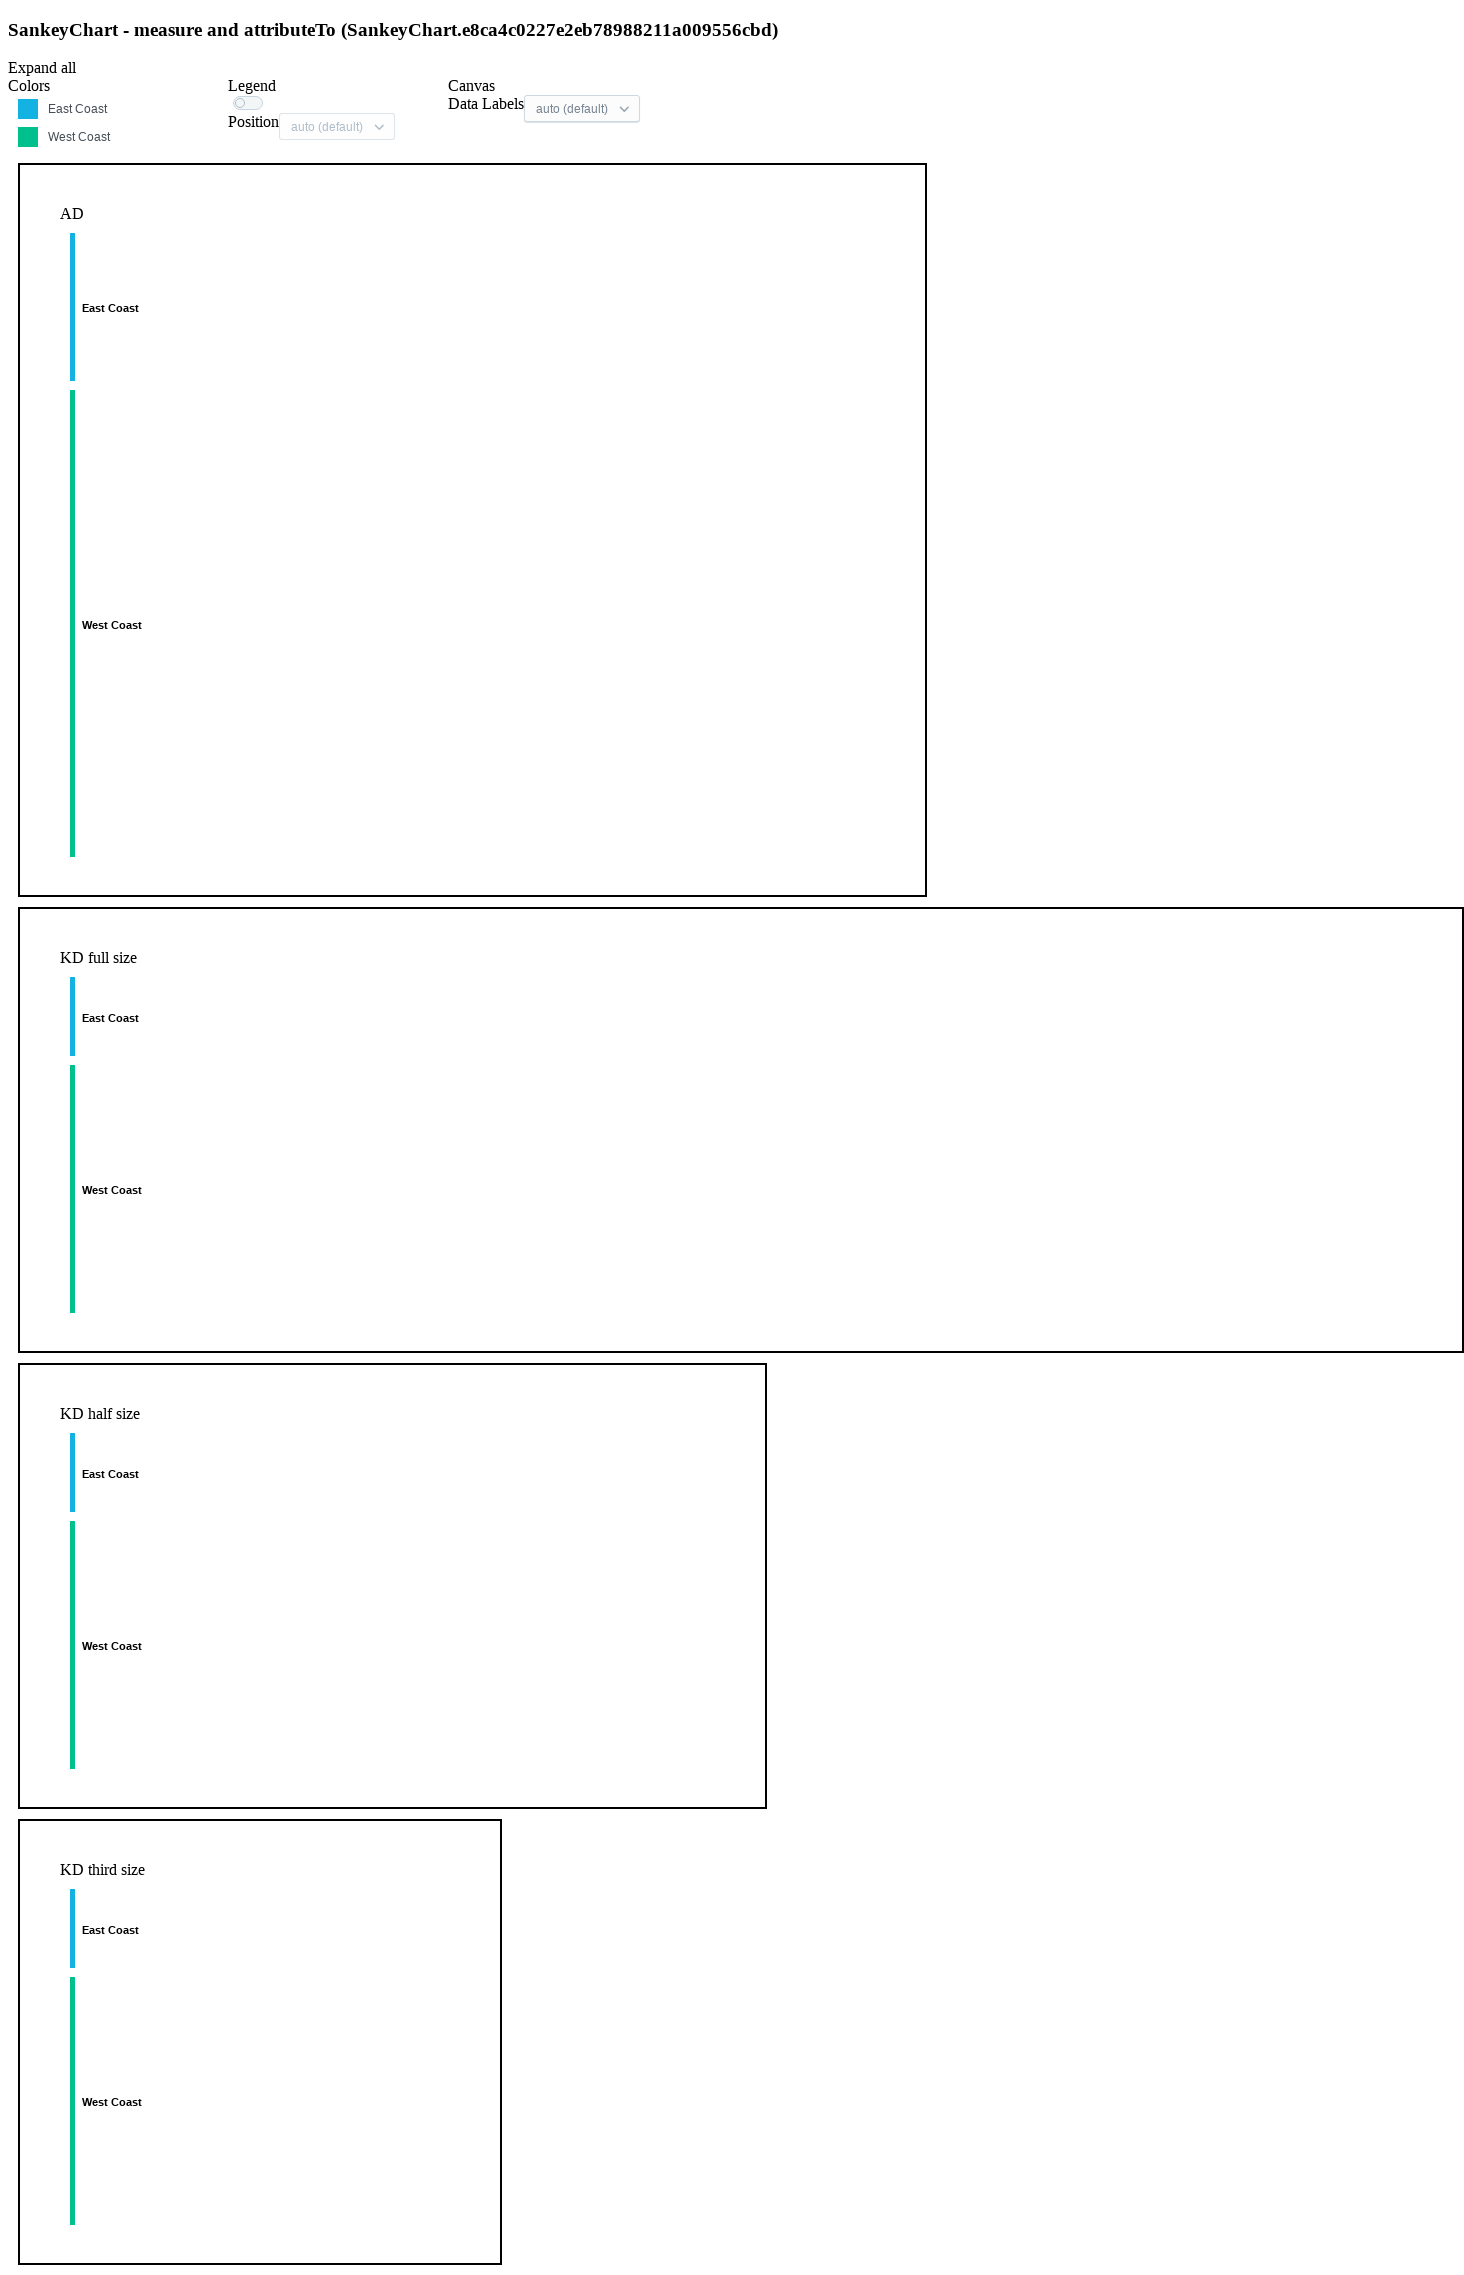 SankeyChart - measure and attributeTo (SankeyChart.e8ca4c0227e2eb78988211a009556cbd)
Expand all
Colors
East Coast
West Coast
Legend
Position auto (default)
Canvas
Data Labels auto (default)
AD
East Coast
West Coast
KD full size
East Coast
West Coast
KD half size
East Coast
West Coast
KD third size
East Coast
West Coast